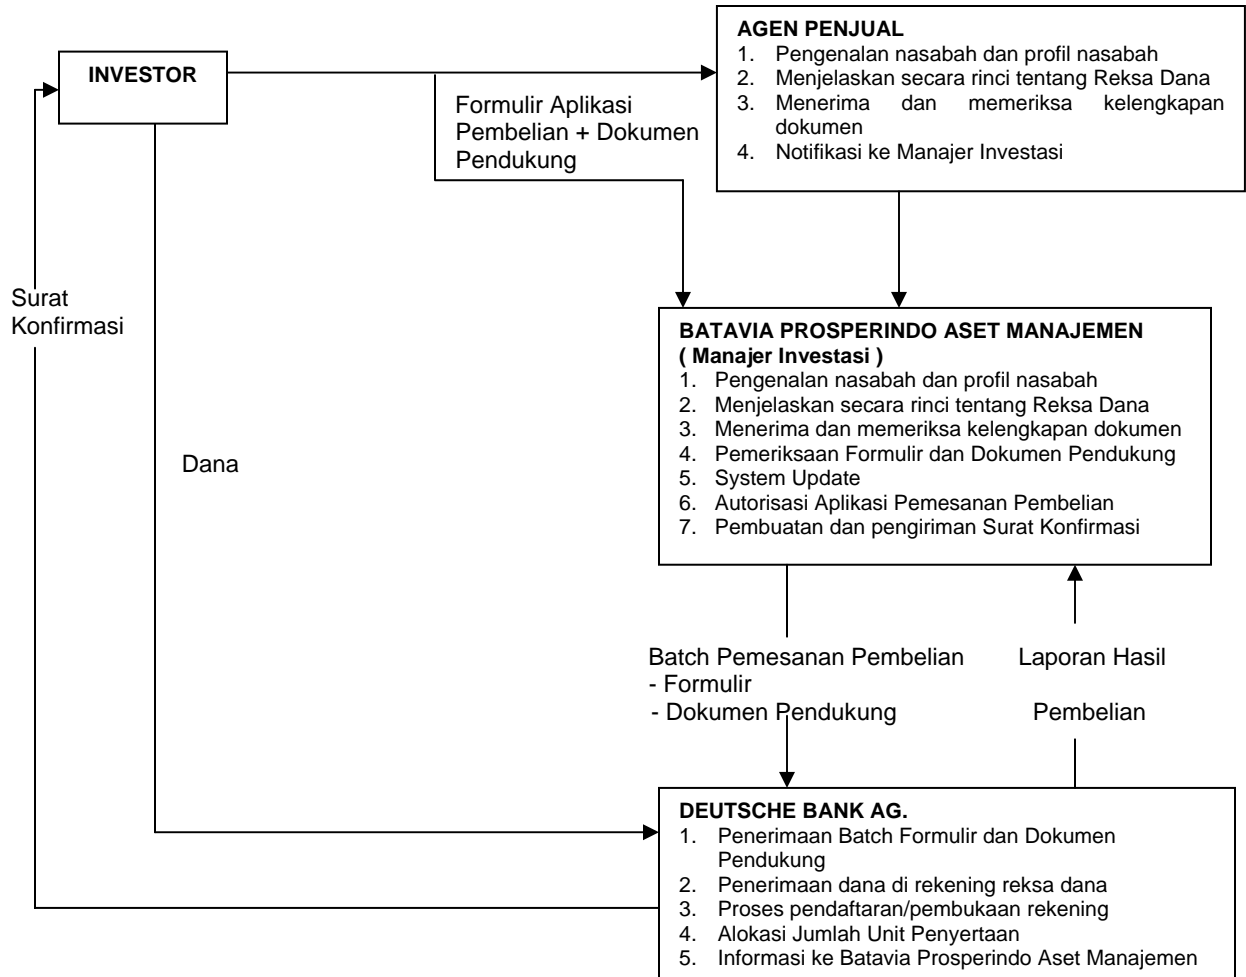 INVESTOR
AGEN PENJUAL
1. Pengenalan nasabah dan profil nasabah
2. Menjelaskan secara rinci tentang Reksa Dana
3. Menerima dan memeriksa kelengkapan
dokumen
4. Notifikasi ke Manajer Investasi
Formulir Aplikasi
Pembelian + Dokumen
Pendukung
Surat
Konfirmasi
BATAVIA PROSPERINDO ASET MANAJEMEN
( Manajer Investasi )
1. Pengenalan nasabah dan profil nasabah
2. Menjelaskan secara rinci tentang Reksa Dana
3. Menerima dan memeriksa kelengkapan dokumen
4. Pemeriksaan Formulir dan Dokumen Pendukung
5. System Update
6. Autorisasi Aplikasi Pemesanan Pembelian
7. Pembuatan dan pengiriman Surat Konfirmasi
Dana
Batch Pemesanan Pembelian
- Formulir
- Dokumen Pendukung
Laporan Hasil
Pembelian
DEUTSCHE BANK AG.
1. Penerimaan Batch Formulir dan Dokumen
Pendukung
2. Penerimaan dana di rekening reksa dana
3. Proses pendaftaran/pembukaan rekening
4. Alokasi Jumlah Unit Penyertaan
5. Informasi ke Batavia Prosperindo Aset Manajemen